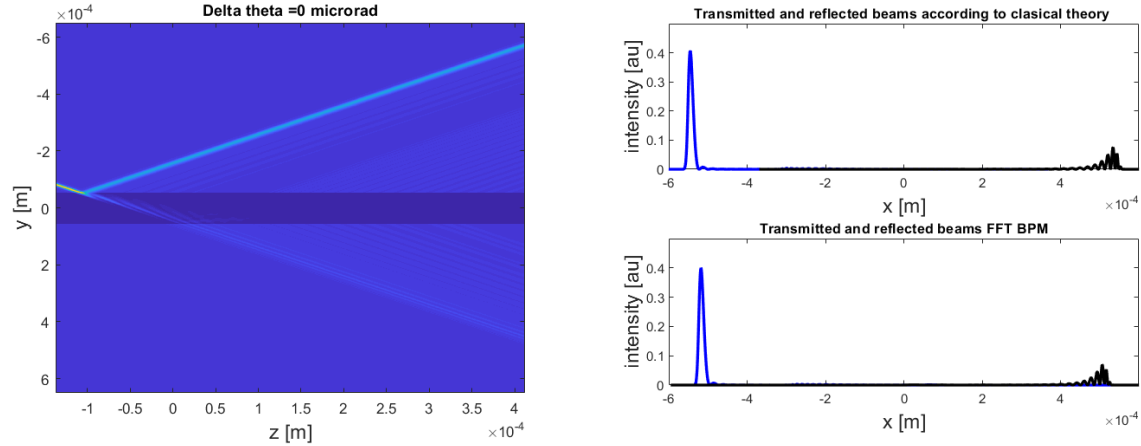 Delta theta =0 microrad
×10⁻⁴
-6
-4
-2
0
2
4
6
y [m]
-1 -0.5 0 0.5 1 1.5 2 2.5 3 3.5 4
z [m]
×10⁻⁴
Transmitted and reflected beams according to clasical theory
0.4
0.3
0.2
0.1
0
intensity [au]
-6 -4 -2 0 2 4
x [m]
×10⁻⁴
Transmitted and reflected beams FFT BPM
0.4
0.3
0.2
0.1
0
intensity [au]
-6 -4 -2 0 2 4
x [m]
×10⁻⁴